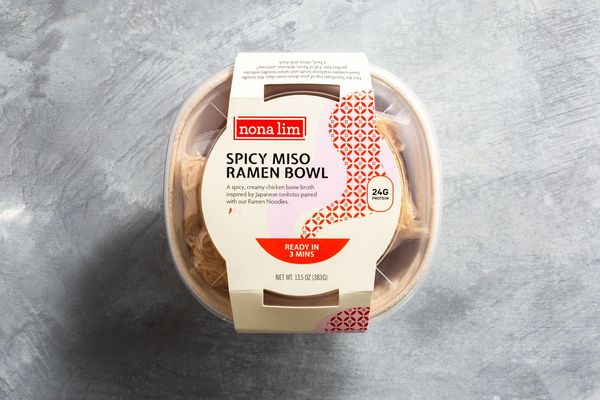 nona lim
SPICY MISO
RAMEN BOWL
A spicy, creamy chicken bone broth
inspired by Japanese tonkotsu paired
with our Ramen Noodles.
24G
PROTEIN
READY IN
3 MINS
NET WT. 13.5 OZ (383G)